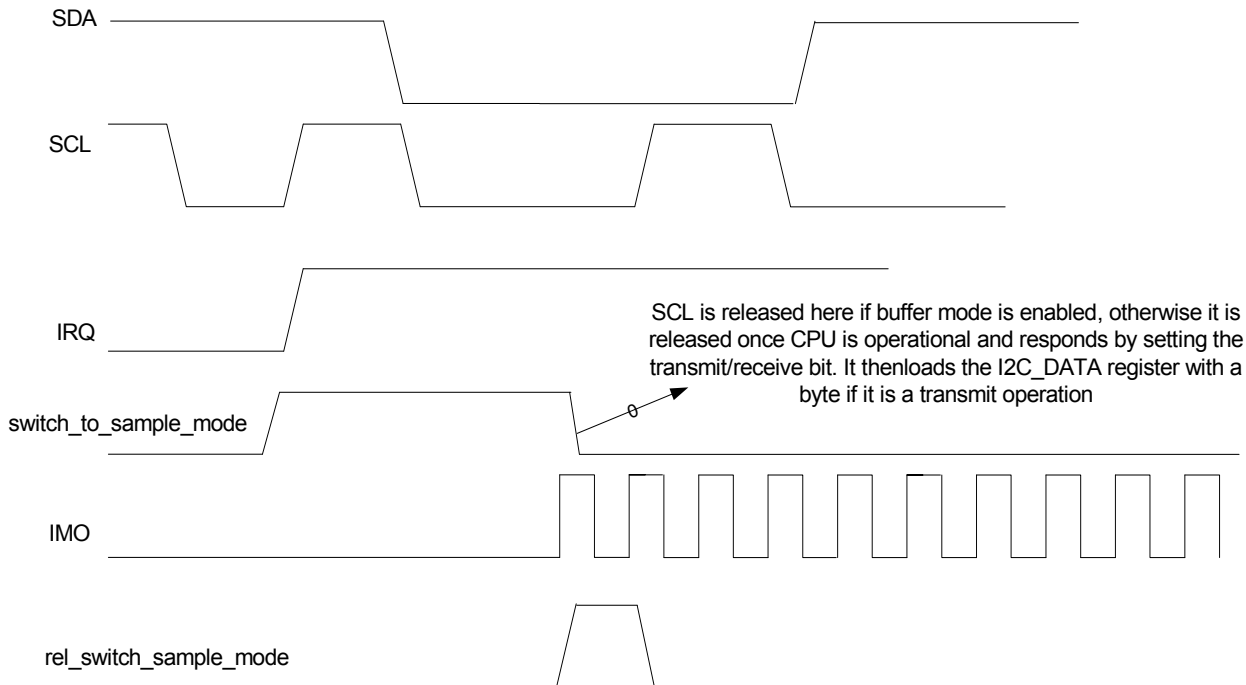 SDA
SCL
IRQ
SCL is released here if buffer mode is enabled, otherwise it is
released once CPU is operational and responds by setting the
transmit/receive bit. It thenloads the I2C_DATA register with a
byte if it is a transmit operation
switch_to_sample_mode
IMO
rel_switch_sample_mode